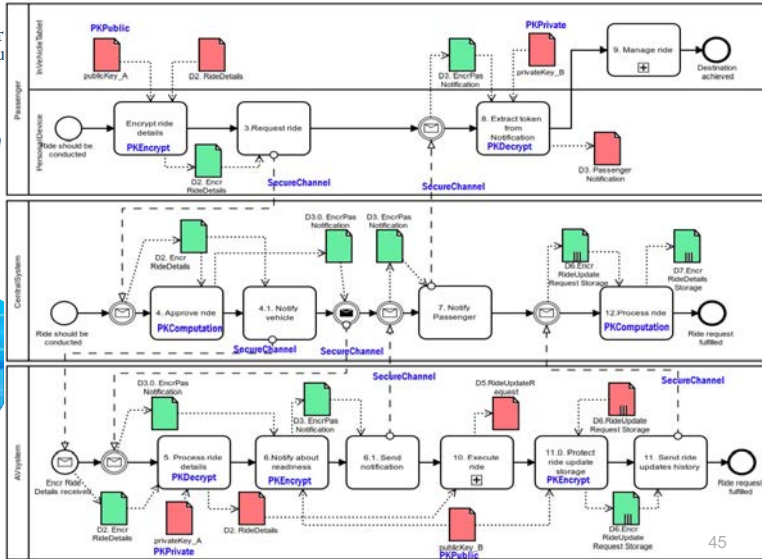 Passenger
InVehicleTablet
PersonalDevice
PKPublic
publicKey_A
D2. RideDetails
Ride should be
conducted
Encrypt ride
details
PKEncrypt
D2. Encr
RideDetails
3.Request ride
SecureChannel
D3. EncrPas
Notification
PKPrivate
privateKey_B
8. Extract token
from
Notification
PKDecrypt
SecureChannel
D3. Passenger
Notification
9. Manage ride
Destination
achieved
CentralSystem
Ride should be
conducted
D2. Encr
RideDetails
4. Approve ride
PKComputation
4.1. Notify
vehicle
SecureChannel
D3.0. EncrPas
Notification
D3. EncrPas
Notification
SecureChannel
7. Notify
Passenger
D6.Encr
RideUpdate
Request Storage
D7.Encr
RideDetails
Storage
12.Process ride
PKComputation
Ride request
fulfilled
AVsystem
Encr Ride
Details received
D3.0. EncrPas
Notification
D2. Encr
RideDetails
5. Process ride
details
PKDecrypt
privateKey_A
PKPrivate
D2. RideDetails
6.Notify about
readiness
PKEncrypt
D3. EncrPas
Notification
6.1. Send
notification
SecureChannel
D5.RideUpdateR
equest
10. Execute
ride
publicKey_B
PKPublic
D6.RideUpdate
Request Storage
11.0. Protect
ride update
storage
PKEncrypt
D6.Encr
RideUpdate
Request Storage
SecureChannel
11. Send ride
updates history
Ride request
fulfilled
45